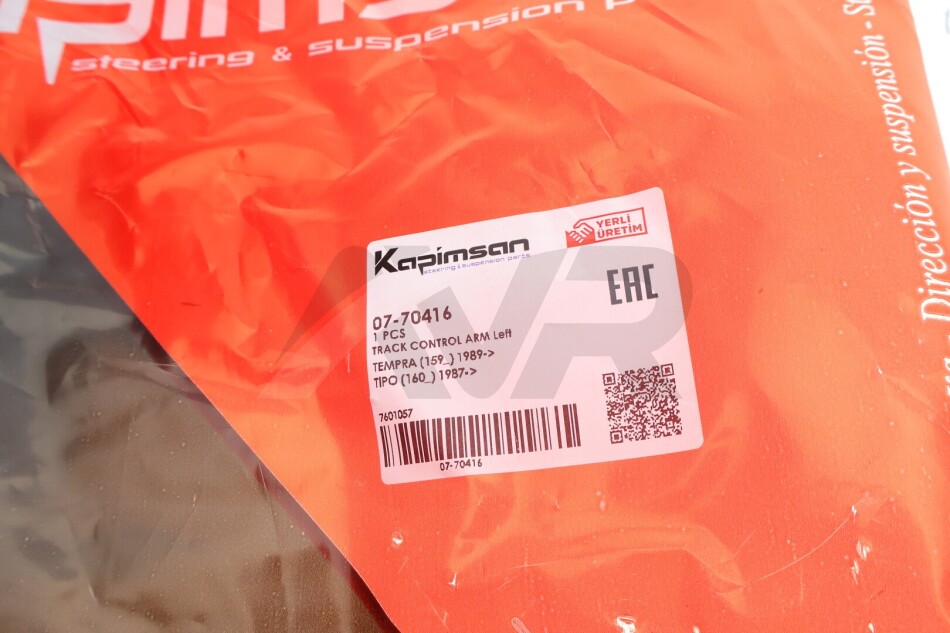 steering & suspension
Dirección y suspensión -
Kapimsan
steering & suspension parts
YERLİ
ÜRETİM
EAC
07-70416
1 PCS
TRACK CONTROL ARM Left
TEMPRA (159_) 1989->
TIPO (160_) 1987->
7601057
07-70416
AVR